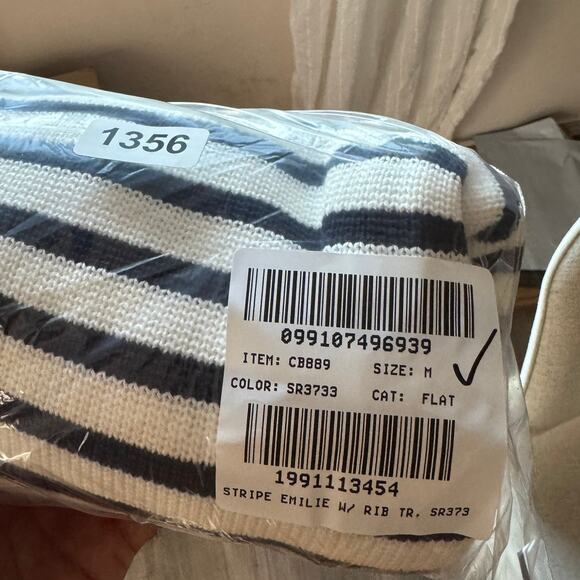 1356
099107496939
ITEM: CB889 SIZE: M
COLOR: SR3733 CAT: FLAT
1991113454
STRIPE EMILIE W/ RIB TR, SR373